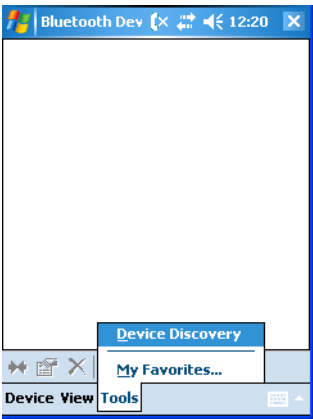 Bluetooth Dev 12:20
Device Discovery
My Favorites...
Device View Tools